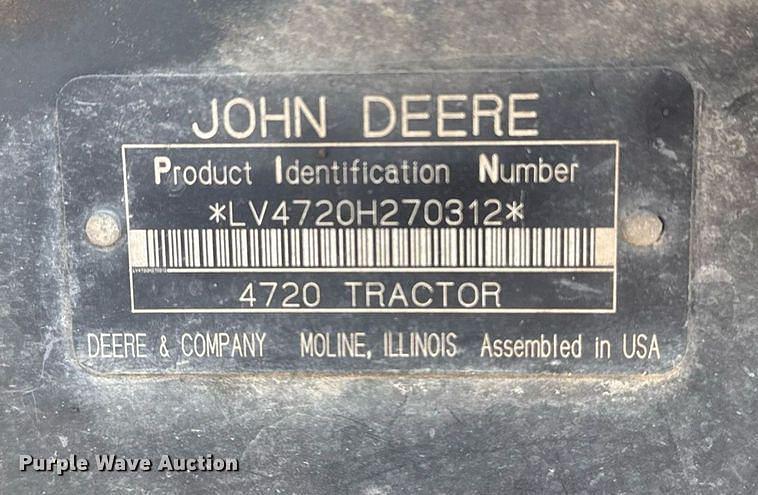 JOHN DEERE
Product Identification Number
*LV4720H270312*
4720 TRACTOR
DEERE & COMPANY MOLINE, ILLINOIS Assembled in USA
Purple Wave Auction